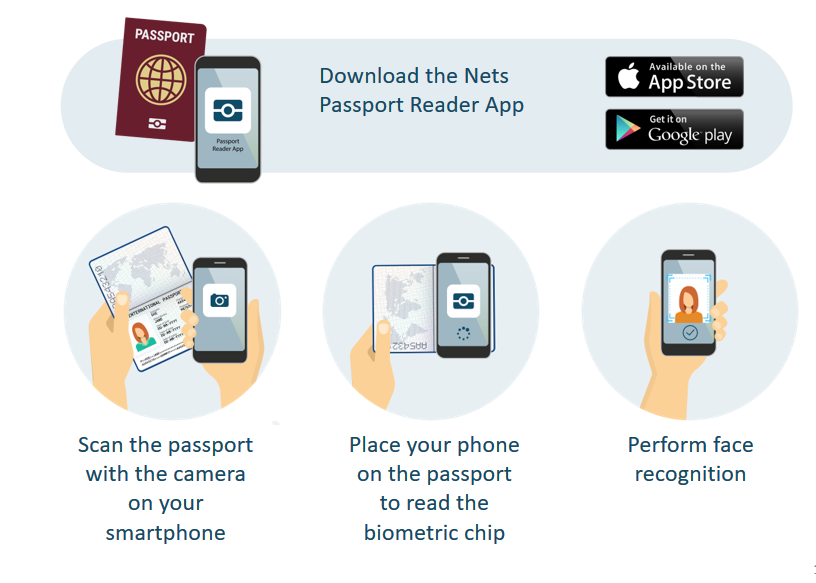 PASSPORT
Passport
Reader App
Download the Nets
Passport Reader App
Available on the
App Store
Get it on
Google play
INTERNATIONAL PASSPORT
Scan the passport
with the camera
on your
smartphone
Place your phone
on the passport
to read the
biometric chip
Perform face
recognition